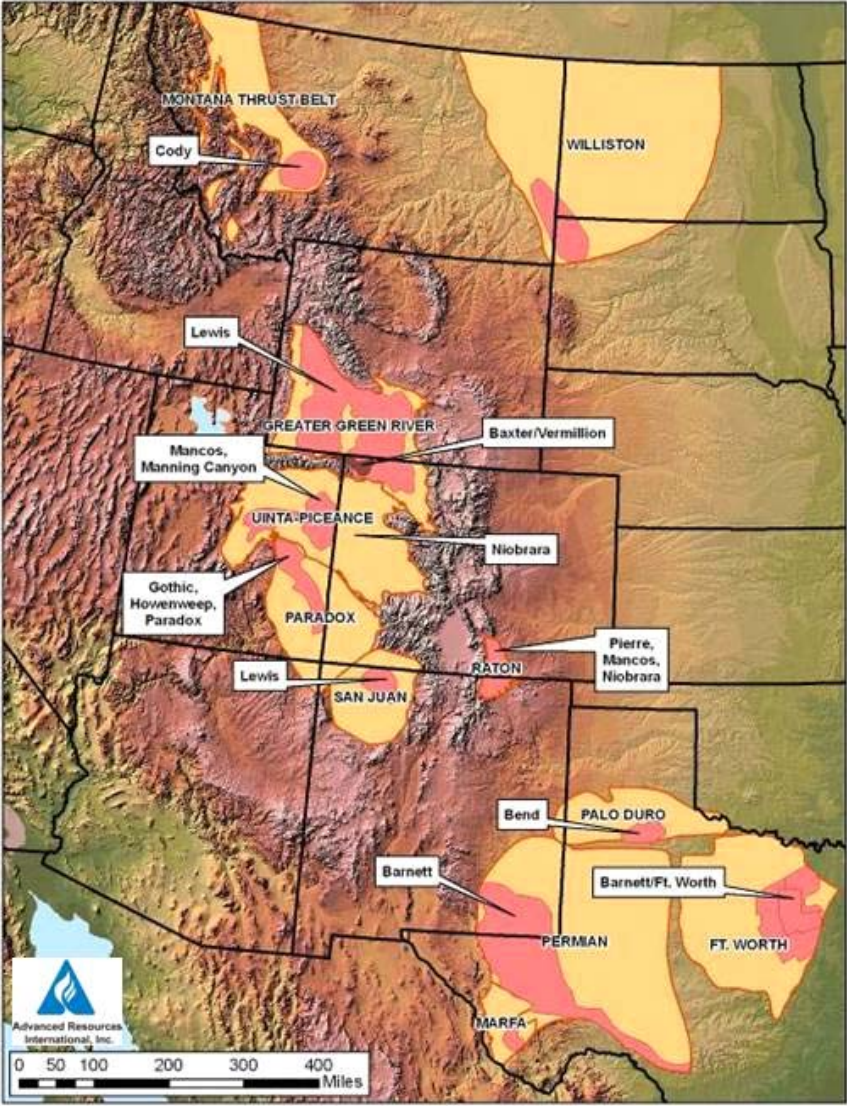 MONTANA THRUST BELT
WILLISTON
Cody
Lewis
GREATER GREEN RIVER
Baxter/Vermillion
Mancos,
Manning Canyon
UINTA-PICEANCE
Niobrara
Gothic,
Howenweep,
Paradox
PARADOX
Pierre,
Mancos,
Niobrara
RATON
Lewis
SAN JUAN
Bend
PALO DURO
Barnett
Barnett/Ft. Worth
PERMIAN
FT. WORTH
MARFA
Advanced Resources
International, Inc.
0 50 100 200 300 400
Miles